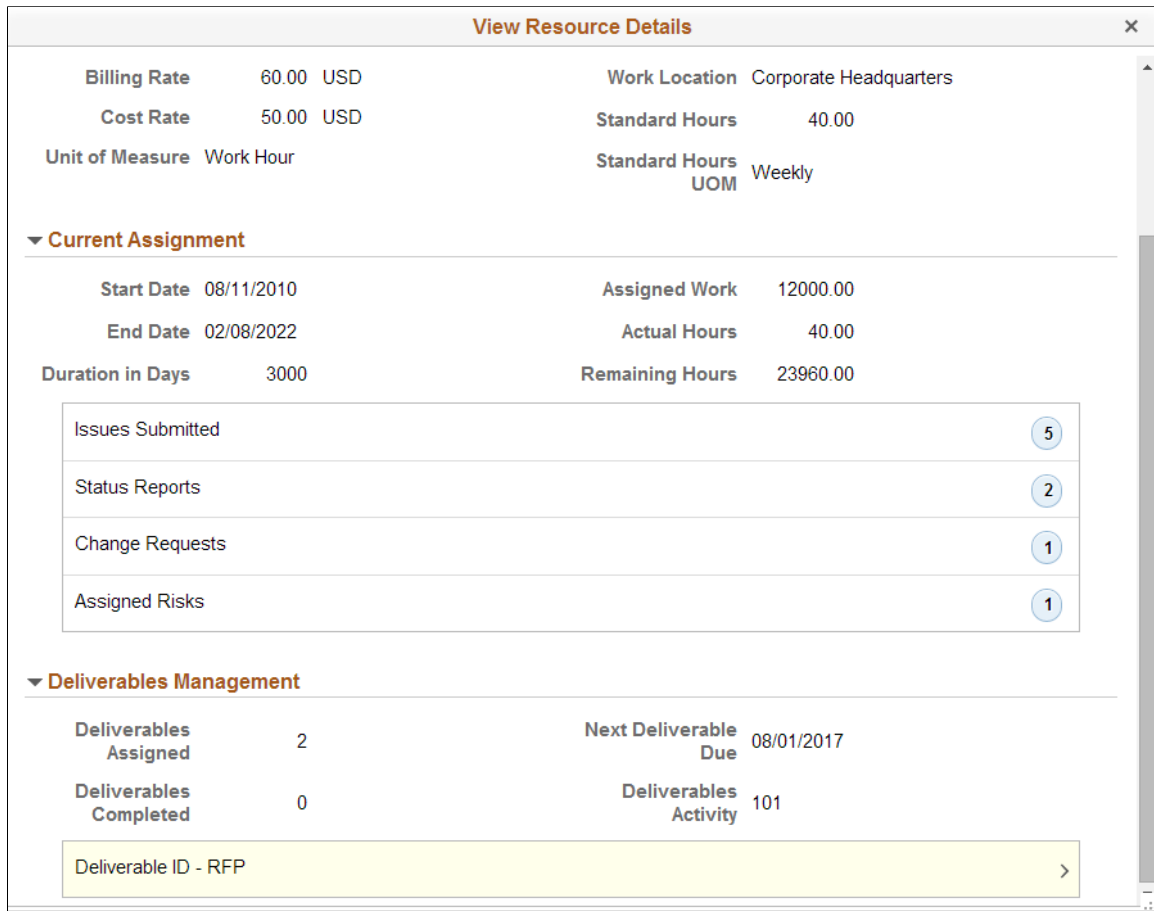 View Resource Details ×
Billing Rate 60.00 USD Work Location Corporate Headquarters
Cost Rate 50.00 USD Standard Hours 40.00
Unit of Measure Work Hour Standard Hours
UOM Weekly
Current Assignment
Start Date 08/11/2010 Assigned Work 12000.00
End Date 02/08/2022 Actual Hours 40.00
Duration in Days 3000 Remaining Hours 23960.00
Issues Submitted 5
Status Reports 2
Change Requests 1
Assigned Risks 1
Deliverables Management
Deliverables
Assigned 2
Next Deliverable
Due 08/01/2017
Deliverables
Completed 0
Deliverables
Activity 101
Deliverable ID - RFP